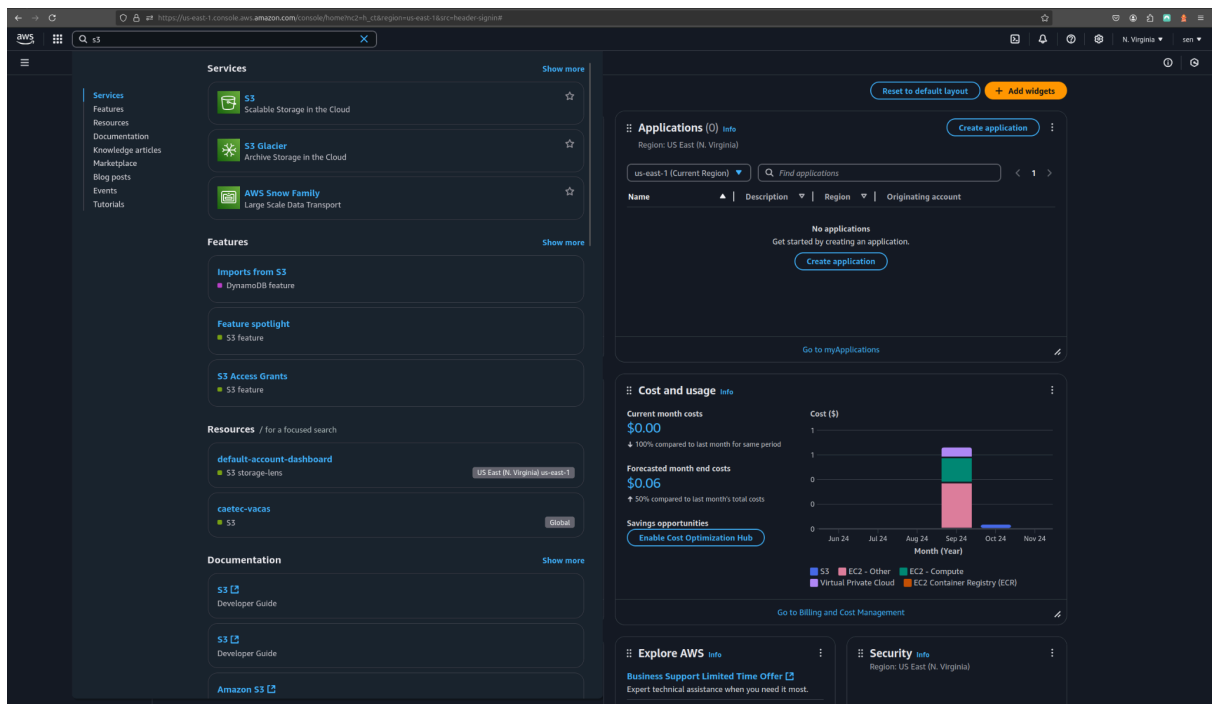 https://us-east-1.console.aws.amazon.com/console/home?nc2=h_ct&region=us-east-1&src=header-signin#
aws
s3
N. Virginia
sen
Services
Features
Resources
Documentation
Knowledge articles
Marketplace
Blog posts
Events
Tutorials
Services
Show more
S3
Scalable Storage in the Cloud
S3 Glacier
Archive Storage in the Cloud
AWS Snow Family
Large Scale Data Transport
Features
Show more
Imports from S3
DynamoDB feature
Feature spotlight
S3 feature
S3 Access Grants
S3 feature
Resources / for a focused search
default-account-dashboard
S3 storage-lens
US East (N. Virginia) us-east-1
caetec-vacas
S3
Global
Documentation
Show more
S3
Developer Guide
S3
Developer Guide
Amazon S3
Reset to default layout
+ Add widgets
Applications (0) Info
Region: US East (N. Virginia)
Create application
us-east-1 (Current Region)
Find applications
1
Name
Description
Region
Originating account
No applications
Get started by creating an application.
Create application
Go to myApplications
Cost and usage Info
Current month costs
$0.00
100% compared to last month for same period
Forecasted month end costs
$0.06
50% compared to last month's total costs
Savings opportunities
Enable Cost Optimization Hub
Cost ($)
1
1
0
0
0
Jun 24 Jul 24 Aug 24 Sep 24 Oct 24 Nov 24
Month (Year)
S3 EC2 - Other EC2 - Compute
Virtual Private Cloud EC2 Container Registry (ECR)
Go to Billing and Cost Management
Explore AWS Info
Business Support Limited Time Offer
Expert technical assistance when you need it most.
Security Info
Region: US East (N. Virginia)